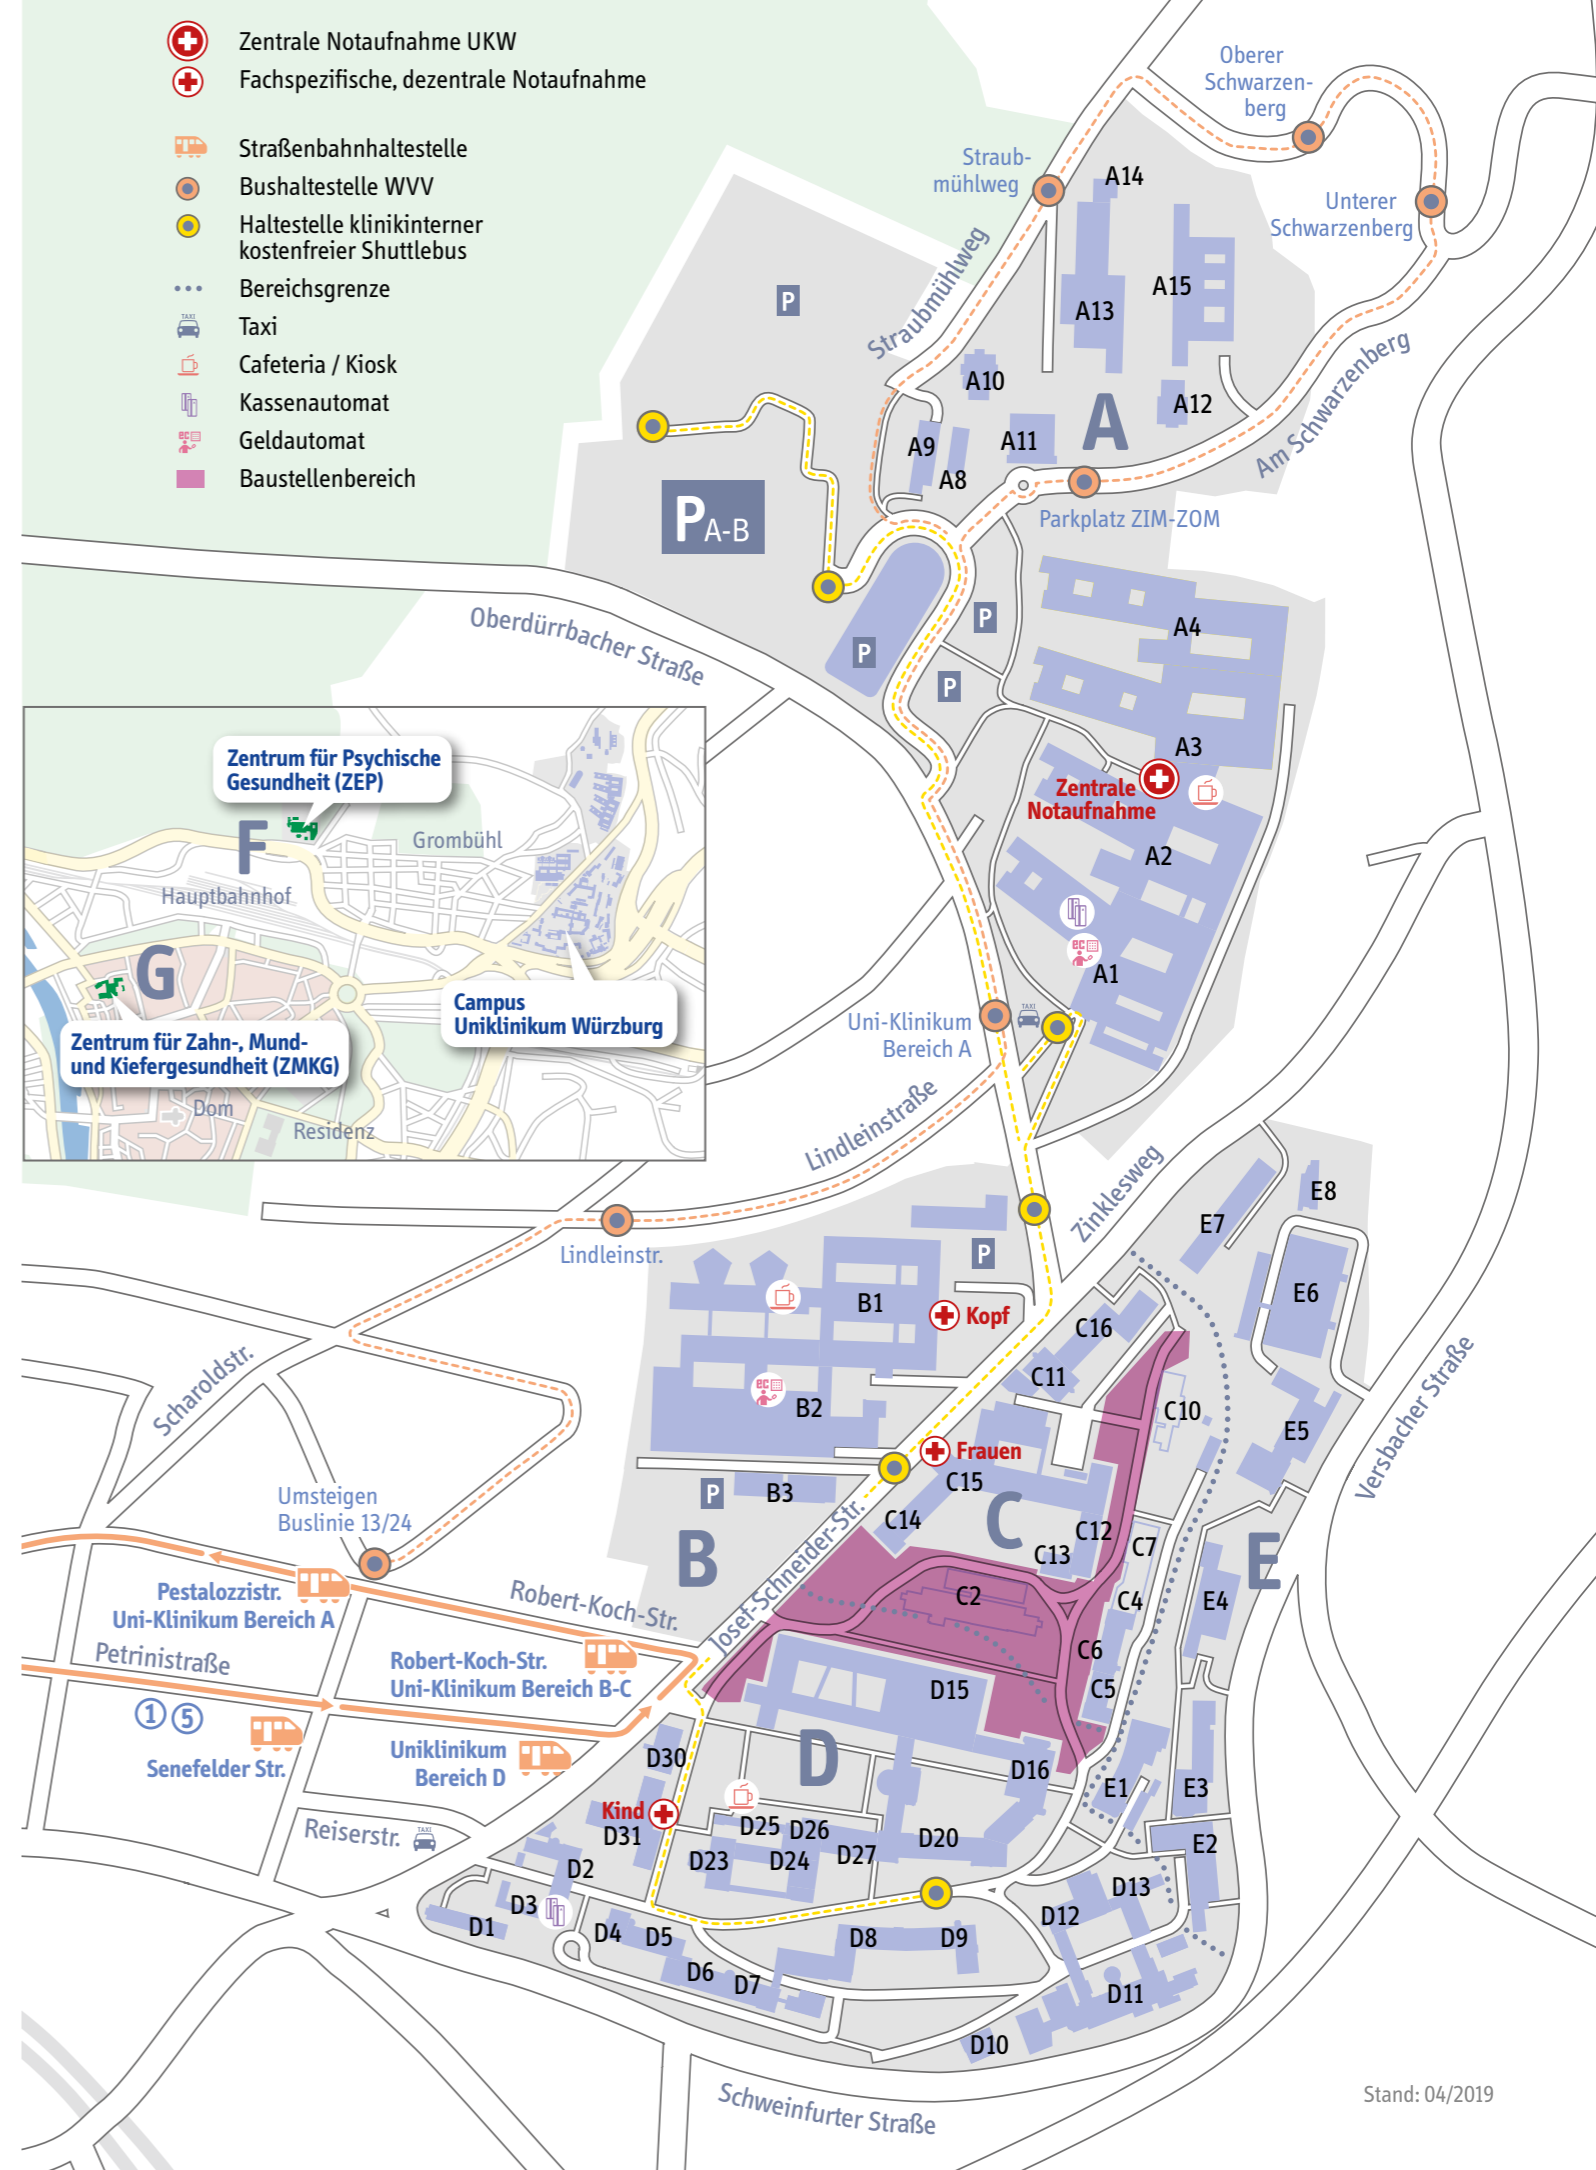 Zentrale Notaufnahme UKW
Fachspezifische, dezentrale Notaufnahme
Straßenbahnhaltestelle
Bushaltestelle WVV
Haltestelle klinikinterner
kostenfreier Shuttlebus
Bereichsgrenze
TAXI
Taxi
Cafeteria / Kiosk
Kassenautomat
EC
Geldautomat
Baustellenbereich
Oberer
Schwarzen-
berg
Straub-
mühlweg
A14
Unterer
Schwarzenberg
Straubmühlweg
P
A15
A13
A10
A12
A
A11
A9
A8
Am Schwarzenberg
PA-B
Parkplatz ZIM-ZOM
Oberdürrbacher Straße
P
P
P
A4
A3
Zentrale
Notaufnahme
A2
EC
A1
Uni-Klinikum
Bereich A
TAXI
Zentrum für Psychische
Gesundheit (ZEP)
F
Grombühl
Hauptbahnhof
G
Campus
Uniklinikum Würzburg
Zentrum für Zahn-, Mund-
und Kiefergesundheit (ZMKG)
Dom
Residenz
Lindleinstraße
Zinklesweg
Lindleinstr.
E8
E7
P
E6
B1
Kopf
C16
C11
Scharoldstr.
EC
B2
C10
E5
Versbacher Straße
Frauen
C15
P
B3
C14
C
C12
C13
C7
Umsteigen
Buslinie 13/24
B
E
Josef-Schneider-Str.
C2
C4
E4
Pestalozzistr.
Uni-Klinikum Bereich A
Robert-Koch-Str.
Petrinistraße
Robert-Koch-Str.
Uni-Klinikum Bereich B-C
C6
C5
D15
1
5
Senefelder Str.
Uniklinikum
Bereich D
D
D30
D16
E1
E3
Reiserstr.
TAXI
Kind
D31
D25
D26
D20
D27
D23
D24
E2
D2
D13
D3
D1
D4
D5
D12
D8
D9
D6
D7
D11
D10
Schweinfurter Straße
Stand: 04/2019